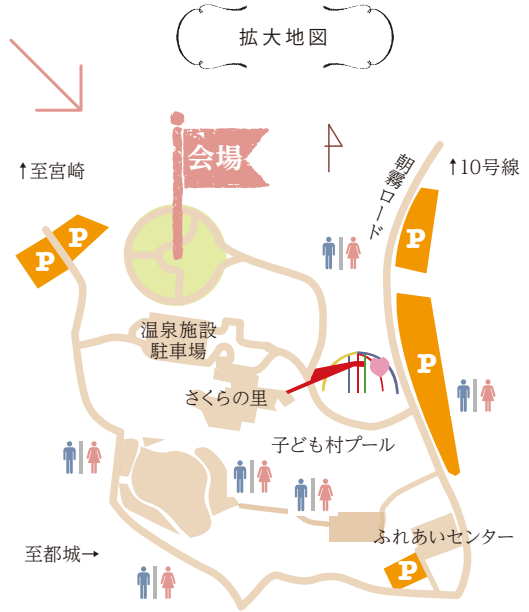 拡大地図
会場
↑至宮崎
朝霧ロード
↑10号線
P
P
P
温泉施設
駐車場
P
さくらの里
子ども村プール
ふれあいセンター
至都城→
P